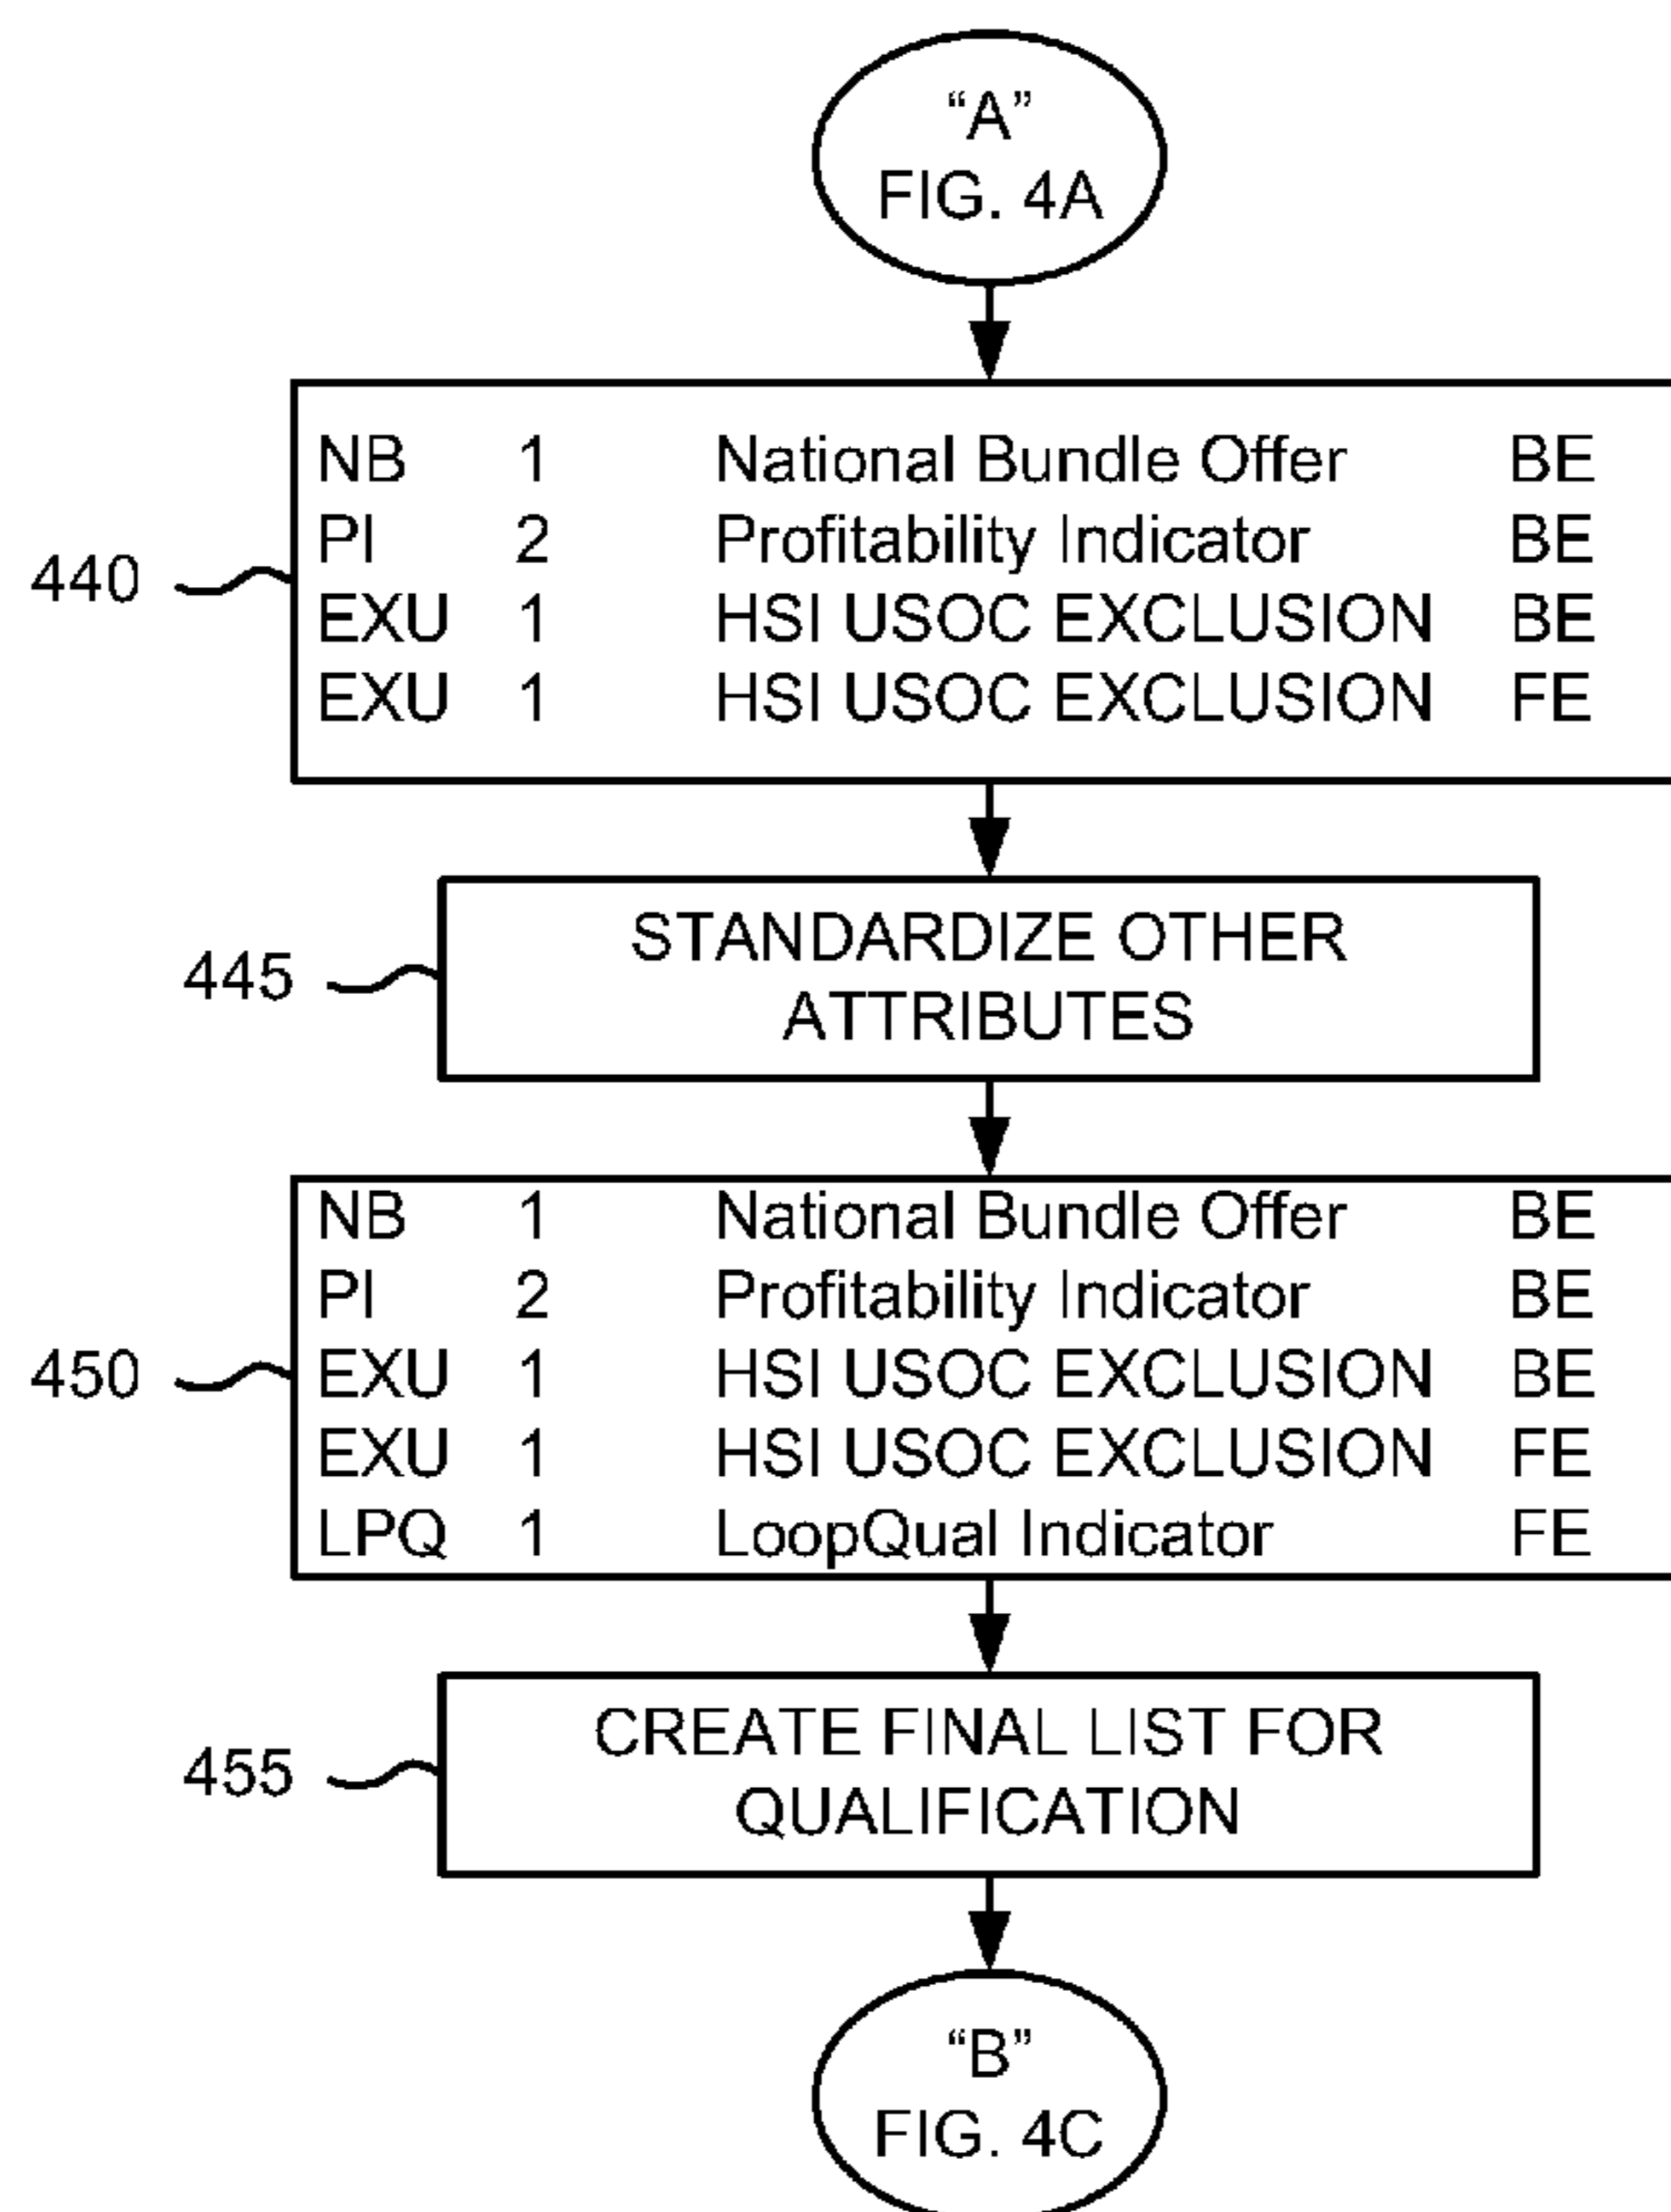 “A”
FIG. 4A
NB 1 National Bundle Offer BE
PI 2 Profitability Indicator BE
440
EXU 1 HSI USOC EXCLUSION BE
EXU 1 HSI USOC EXCLUSION FE
STANDARDIZE OTHER
445
ATTRIBUTES
NB 1 National Bundle Offer BE
PI 2 Profitability Indicator BE
450
EXU 1 HSI USOC EXCLUSION BE
EXU 1 HSI USOC EXCLUSION FE
LPQ 1 LoopQual Indicator FE
CREATE FINAL LIST FOR
455
QUALIFICATION
“B”
FIG. 4C